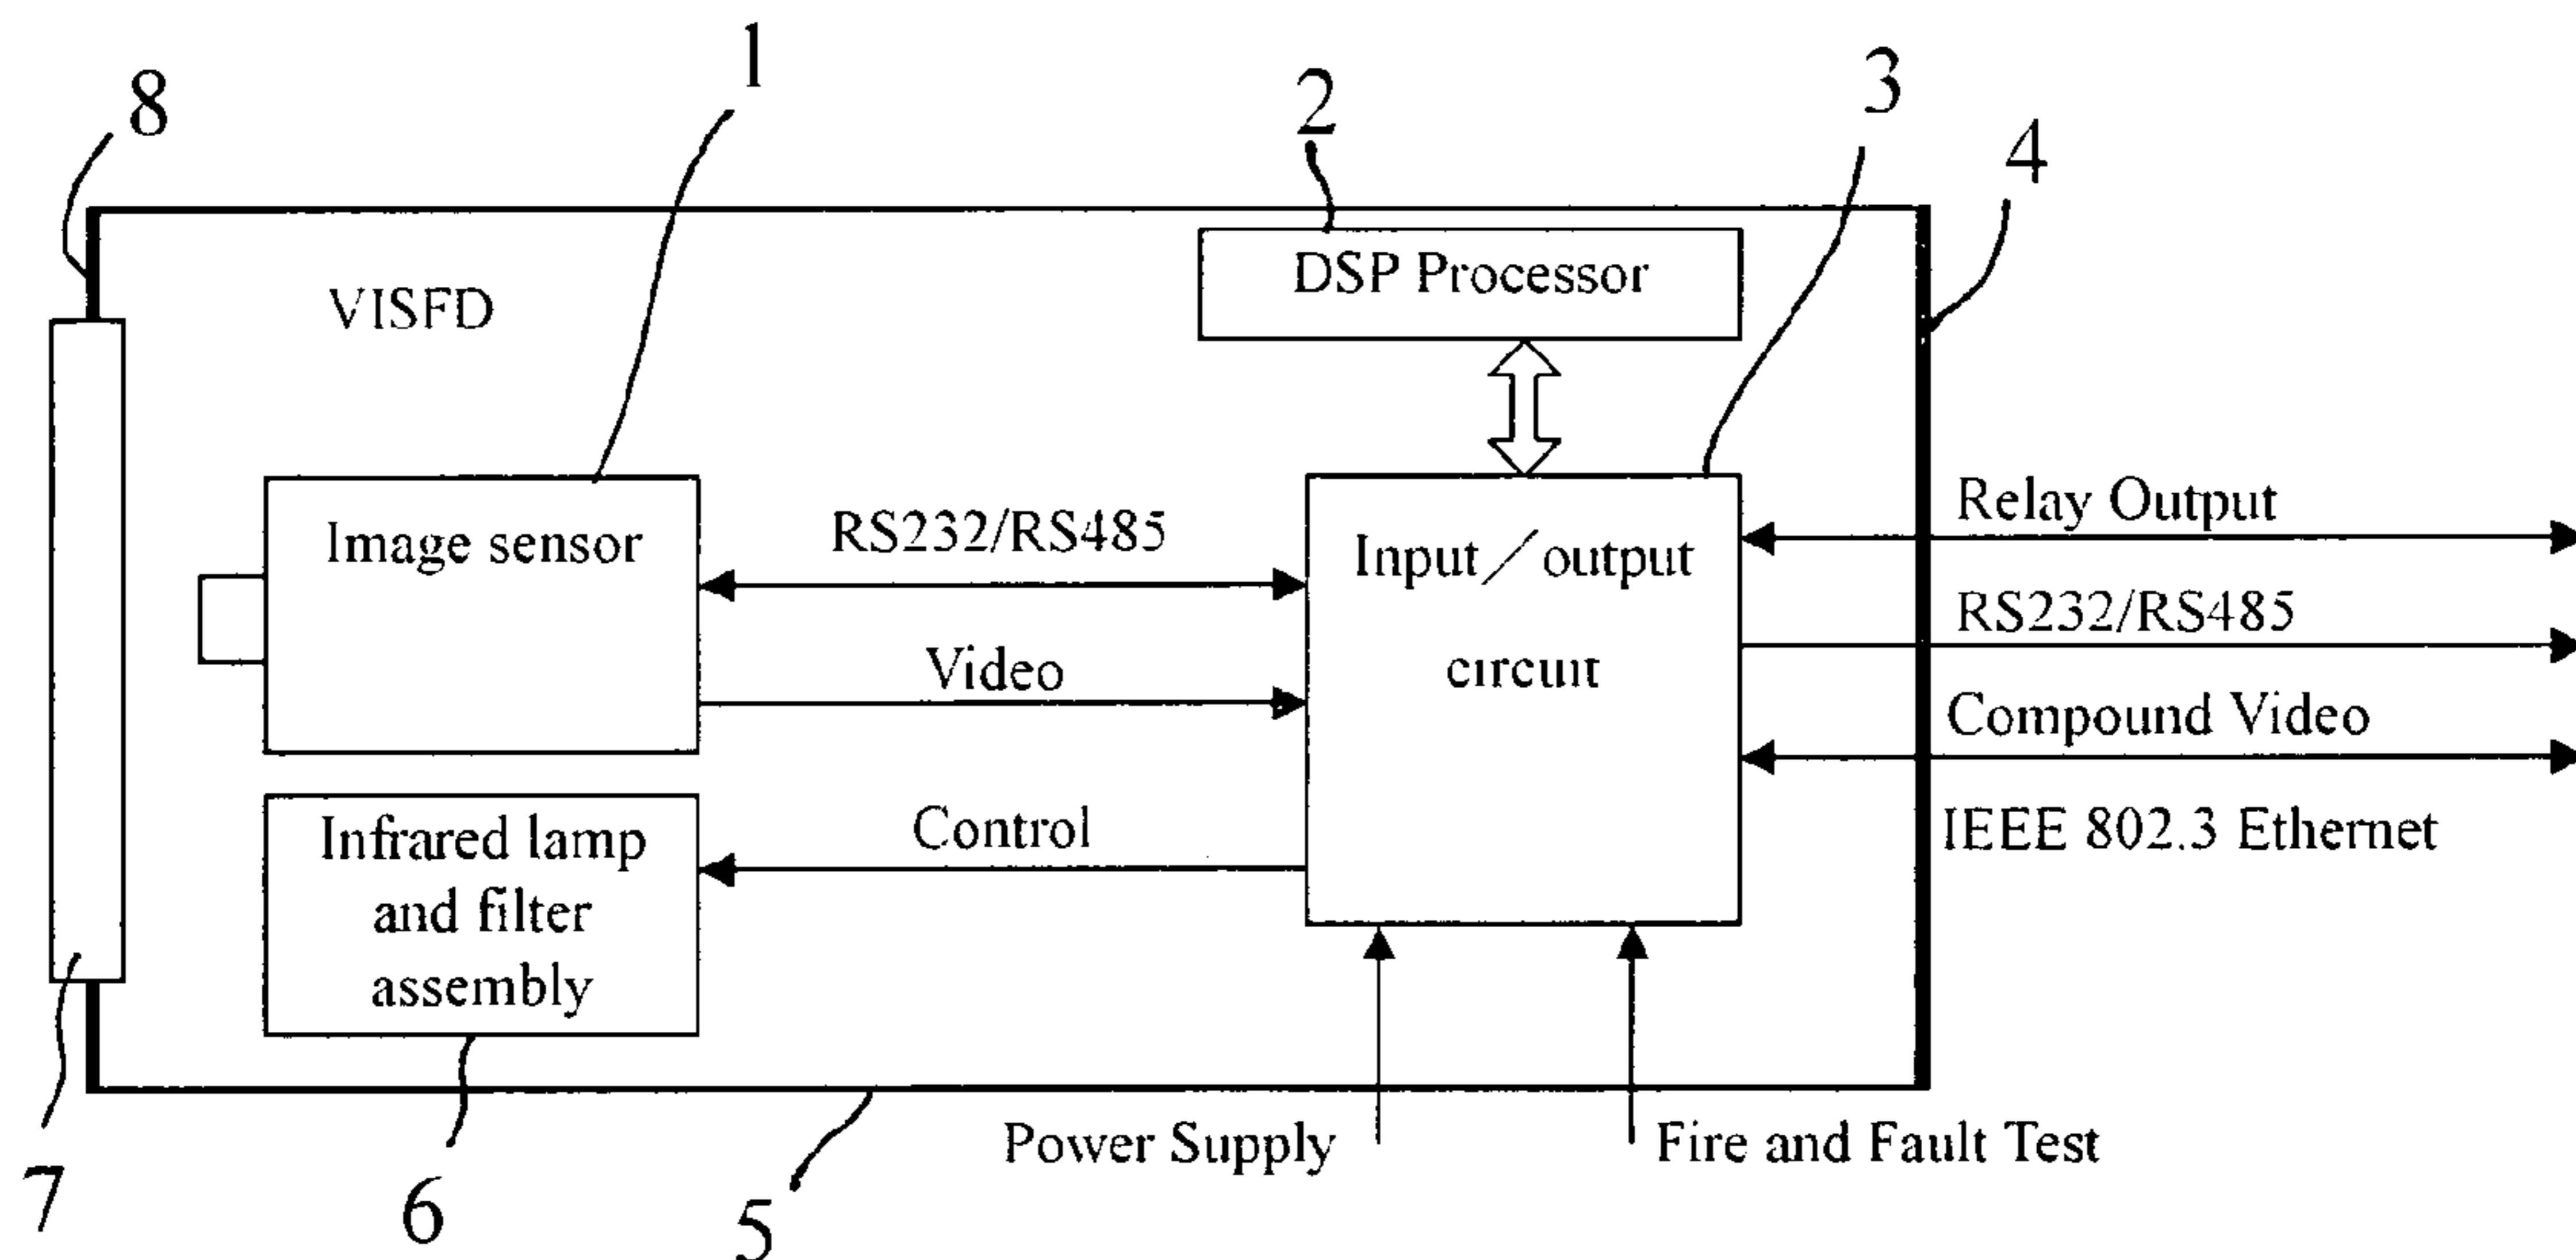 1
2
3
4
8
VISFD
DSP Processor
Image sensor
RS232/RS485
Video
Input／output
circuit
Relay Output
RS232/RS485
Compound Video
IEEE 802.3 Ethernet
Infrared lamp
and filter
assembly
Control
Power Supply
Fire and Fault Test
7
6
5